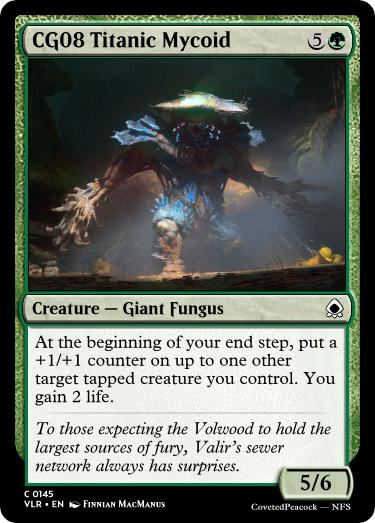 CG08 Titanic Mycoid 5
Creature — Giant Fungus
At the beginning of your end step, put a
+1/+1 counter on up to one other
target tapped creature you control. You
gain 2 life.
To those expecting the Volwood to hold the
largest sources of fury, Valir's sewer
network always has surprises.
5/6
C 0145
VLR • EN FINNIAN MACMANUS
CovetedPeacock — NFS